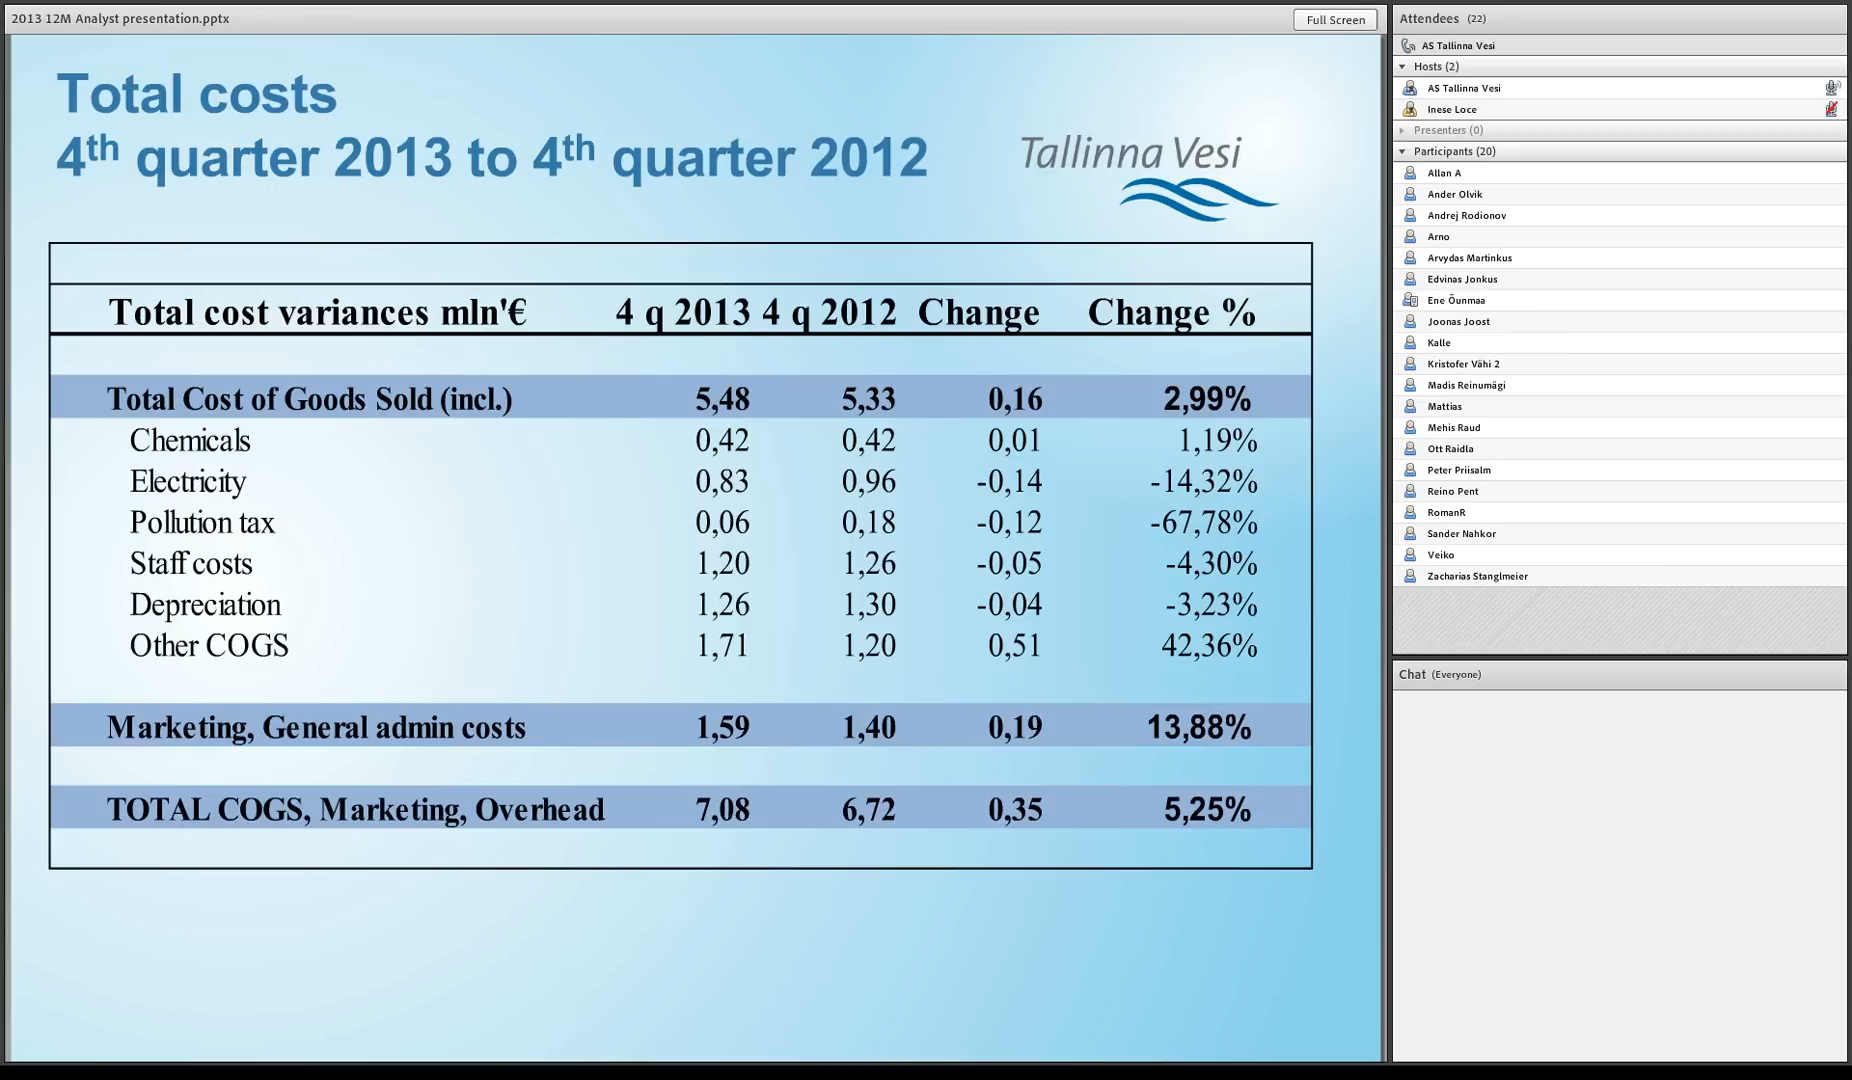 2013 12M Analyst presentation.pptx
Full Screen
Total costs
4th quarter 2013 to 4th quarter 2012
Tallinna Vesi
Total cost variances mln'€ 4 q 2013 4 q 2012 Change Change %
Total Cost of Goods Sold (incl.) 5,48 5,33 0,16 2,99%
Chemicals 0,42 0,42 0,01 1,19%
Electricity 0,83 0,96 -0,14 -14,32%
Pollution tax 0,06 0,18 -0,12 -67,78%
Staff costs 1,20 1,26 -0,05 -4,30%
Depreciation 1,26 1,30 -0,04 -3,23%
Other COGS 1,71 1,20 0,51 42,36%
Marketing, General admin costs 1,59 1,40 0,19 13,88%
TOTAL COGS, Marketing, Overhead 7,08 6,72 0,35 5,25%
Attendees (22)
AS Tallinna Vesi
Hosts (2)
AS Tallinna Vesi
Inese Loce
Presenters (0)
Participants (20)
Allan A
Ander Olvik
Andrej Rodionov
Arno
Arvydas Martinkus
Edvinas Jonkus
Ene Õunmaa
Joonas Joost
Kalle
Kristofer Vähi 2
Madis Reinumägi
Mattias
Mehis Raud
Ott Raidla
Peter Priisalm
Reino Pent
RomanR
Sander Nahkor
Veiko
Zacharias Stanglmeier
Chat (Everyone)